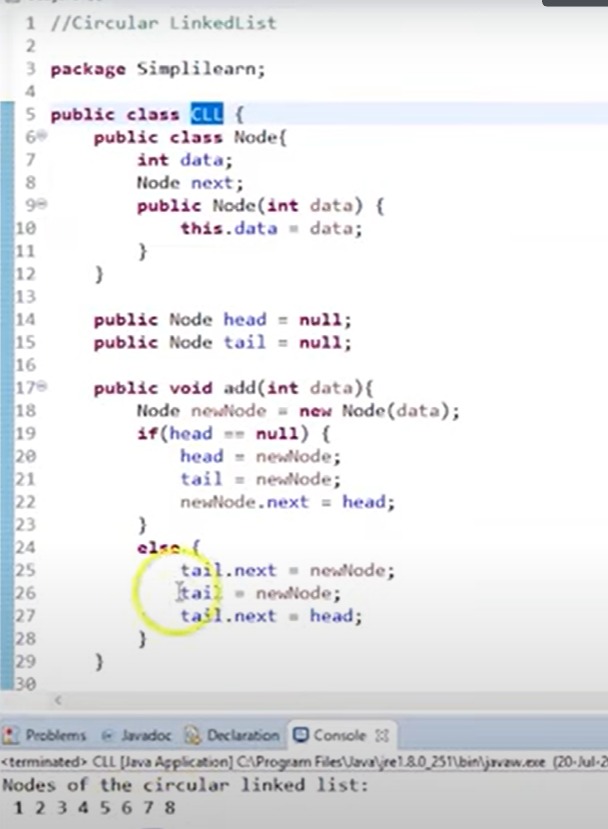 1 //Circular LinkedList
2
3 package Simplilearn;
4
5 public class CLL {
6 public class Node{
7 int data;
8 Node next;
9 public Node(int data) {
10 this.data = data;
11 }
12 }
13
14 public Node head = null;
15 public Node tail = null;
16
17 public void add(int data){
18 Node newNode = new Node(data);
19 if(head == null) {
20 head = newNode;
21 tail = newNode;
22 newNode.next = head;
23 }
24 else {
25 tail.next = newNode;
26 tail = newNode;
27 tail.next = head;
28 }
29 }
30
Problems Javadoc Declaration Console
<terminated> CLL [Java Application] C:\Program Files\Java\jre1.8.0_251\bin\javaw.exe (20-Jul-2
Nodes of the circular linked list:
1 2 3 4 5 6 7 8